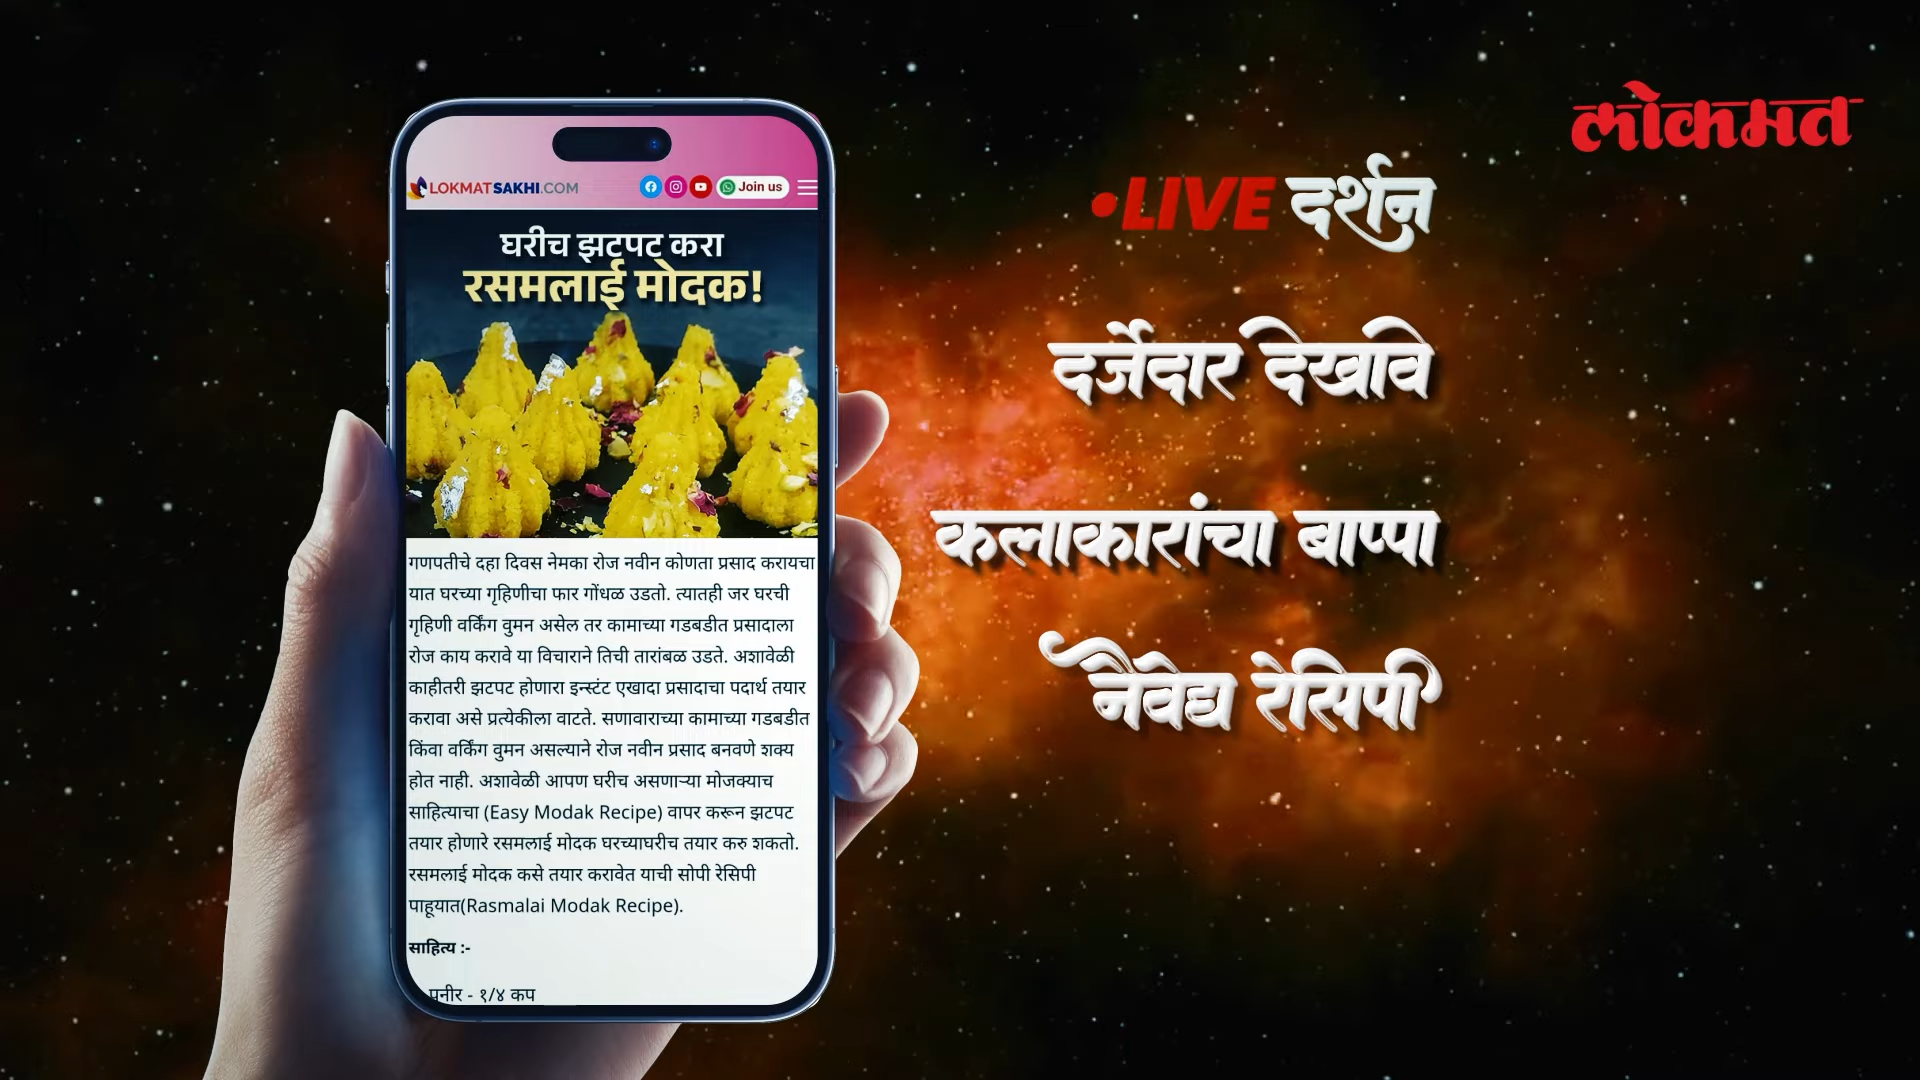 लोकमत
LOKMATSAKHI.COM
Join us
घरीच झटपट करा
रसमलाई मोदक!
गणपतीचे दहा दिवस नेमका रोज नवीन कोणता प्रसाद करायचा
यात घरच्या गृहिणीचा फार गोंधळ उडतो. त्यातही जर घरची
गृहिणी वर्किंग वुमन असेल तर कामाच्या गडबडीत प्रसादाला
रोज काय करावे या विचाराने तिची तारांबळ उडते. अशावेळी
काहीतरी झटपट होणारा इन्स्टंट एखादा प्रसादाचा पदार्थ तयार
करावा असे प्रत्येकीला वाटते. सणावाराच्या कामाच्या गडबडीत
किंवा वर्किंग वुमन असल्याने रोज नवीन प्रसाद बनवणे शक्य
होत नाही. अशावेळी आपण घरीच असणाऱ्या मोजक्याच
साहित्याचा (Easy Modak Recipe) वापर करून झटपट
तयार होणारे रसमलाई मोदक घरच्याघरीच तयार करु शकतो.
रसमलाई मोदक कसे तयार करावेत याची सोपी रेसिपी
पाहूयात(Rasmalai Modak Recipe).
साहित्य :-
पनीर - १/४ कप
•LIVE दर्शन
दर्जेदार देखावे
कलाकारांचा बाप्पा
नैवेद्य रेसिपी